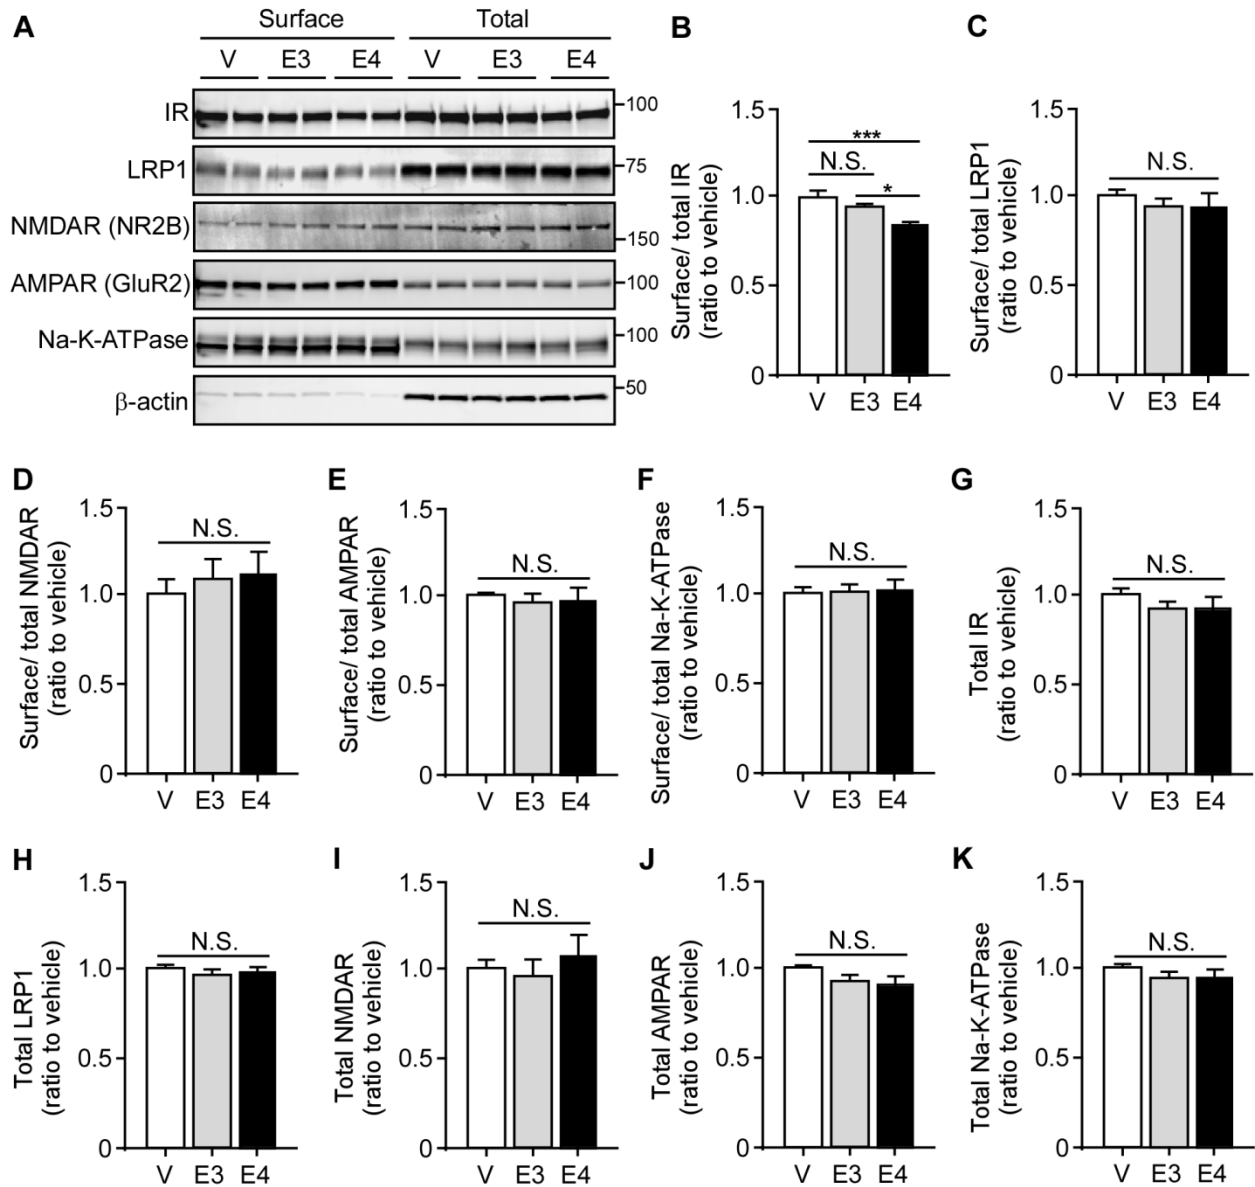 A
Surface Total
V E3 E4 V E3 E4
IR
100
LRP1
75
NMDAR (NR2B)
150
AMPAR (GluR2)
100
Na-K-ATPase
100
β-actin
50
B
Surface/ total IR
(ratio to vehicle)
1.5
1.0
0.5
0
***
N.S.
*
V E3 E4
C
Surface/ total LRP1
(ratio to vehicle)
1.5
1.0
0.5
0
N.S.
V E3 E4
D
Surface/ total NMDAR
(ratio to vehicle)
1.5
1.0
0.5
0
N.S.
V E3 E4
E
Surface/ total AMPAR
(ratio to vehicle)
1.5
1.0
0.5
0
N.S.
V E3 E4
F
Surface/ total Na-K-ATPase
(ratio to vehicle)
1.5
1.0
0.5
0
N.S.
V E3 E4
G
Total IR
(ratio to vehicle)
1.5
1.0
0.5
0
N.S.
V E3 E4
H
Total LRP1
(ratio to vehicle)
1.5
1.0
0.5
0
N.S.
V E3 E4
I
Total NMDAR
(ratio to vehicle)
1.5
1.0
0.5
0
N.S.
V E3 E4
J
Total AMPAR
(ratio to vehicle)
1.5
1.0
0.5
0
N.S.
V E3 E4
K
Total Na-K-ATPase
(ratio to vehicle)
1.5
1.0
0.5
0
N.S.
V E3 E4